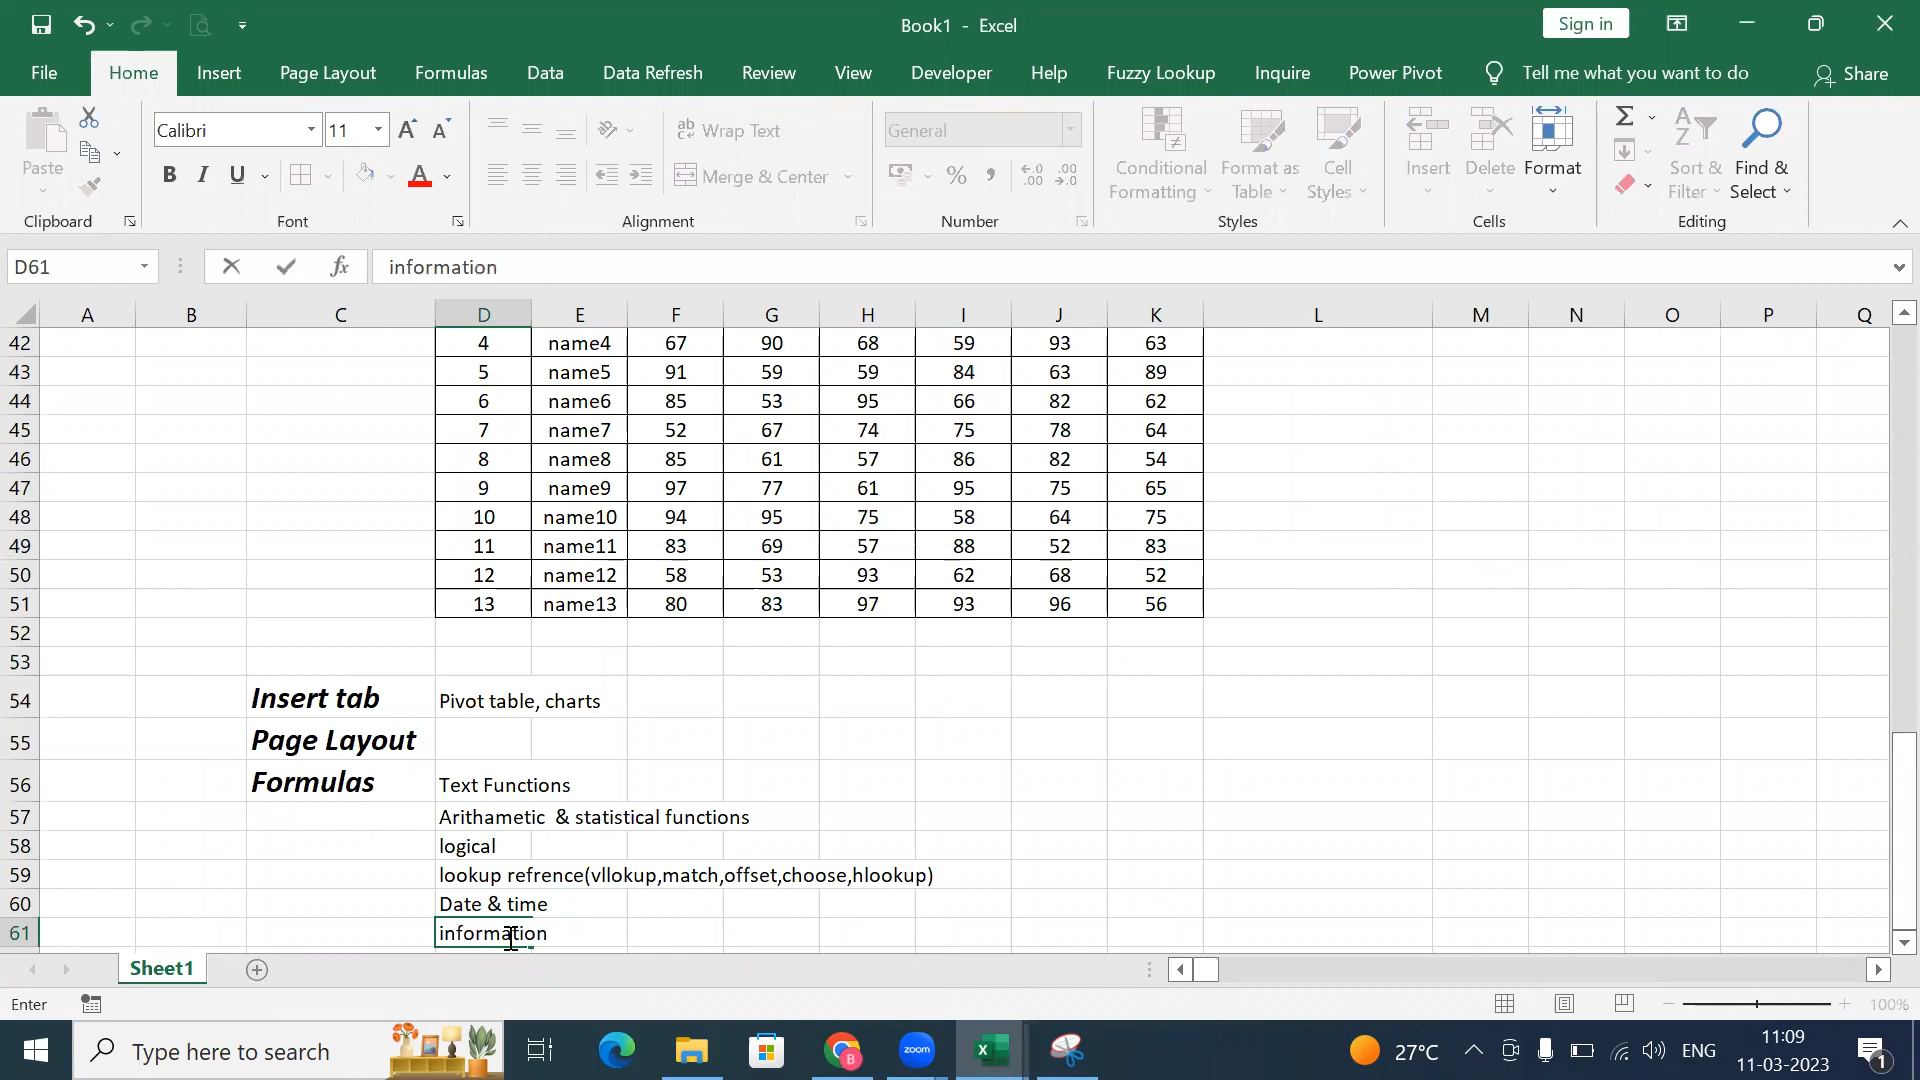 Book1 - Excel
Sign in
File Home Insert Page Layout Formulas Data Data Refresh Review View Developer Help Fuzzy Lookup Inquire Power Pivot Tell me what you want to do Share
Calibri 11 A A ab Wrap Text General
Paste B I U A Merge & Center % , Conditional Formatting Format as Table Cell Styles Insert Delete Format Sort & Filter Find & Select
Clipboard Font Alignment Number Styles Cells Editing
D61 fx information
A B C D E F G H I J K L M N O P Q
42 4 name4 67 90 68 59 93 63
43 5 name5 91 59 59 84 63 89
44 6 name6 85 53 95 66 82 62
45 7 name7 52 67 74 75 78 64
46 8 name8 85 61 57 86 82 54
47 9 name9 97 77 61 95 75 65
48 10 name10 94 95 75 58 64 75
49 11 name11 83 69 57 88 52 83
50 12 name12 58 53 93 62 68 52
51 13 name13 80 83 97 93 96 56
52
53
54 Insert tab Pivot table, charts
55 Page Layout
56 Formulas Text Functions
57 Arithametic & statistical functions
58 logical
59 lookup refrence(vllokup,match,offset,choose,hlookup)
60 Date & time
61 information
Sheet1
Enter 100%
Type here to search zoom 27°C ENG 11:09
11-03-2023 1